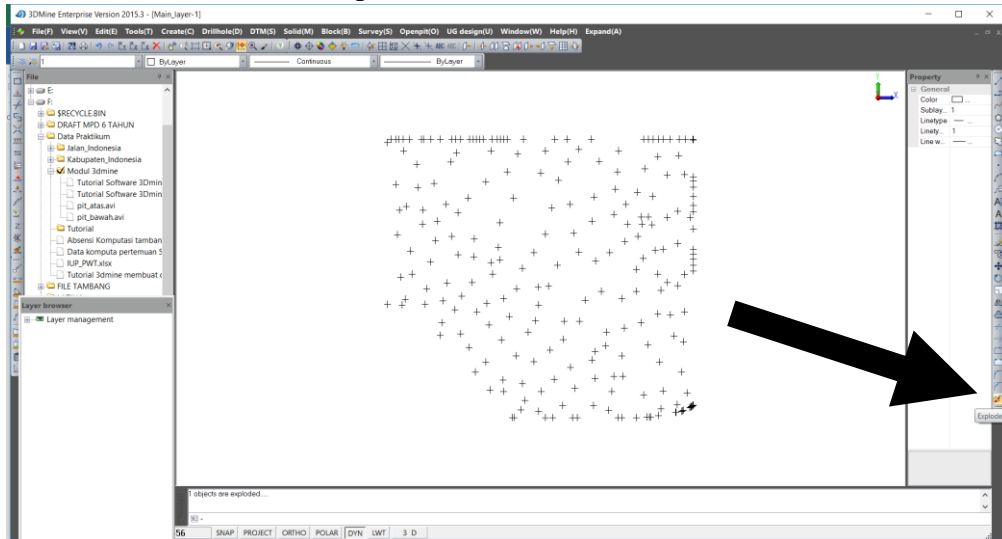 3DMine Enterprise Version 2015.3 - [Main_layer-1]
File(F) View(V) Edit(E) Tools(T) Create(C) Drillhole(D) DTM(S) Solid(M) Block(B) Survey(S) Openpit(O) UG design(U) Window(W) Help(H) Expand(A)
1 ByLayer Continuous ByLayer
File
E:
F:
$RECYCLE.BIN
DRAFT MPD 6 TAHUN
Data Praktikum
Jalan_Indonesia
Kabupaten_Indonesia
Modul 3dmine
Tutorial Software 3Dmin
Tutorial Software 3Dmin
pit_atas.avi
pit_bawah.avi
Tutorial
Absensi Komputasi tamban
Data komputa pertemuan 5
IUP_PWT.xlsx
Tutorial 3dmine membuat c
FILE TAMBANG
Layer browser
Layer management
Y
X
Property
General
Color ...
Sublay... 1
Linetype ...
Linety... 1
Line w... ...
Explode
1 objects are exploded....
56 SNAP PROJECT ORTHO POLAR DYN LWT 3 D